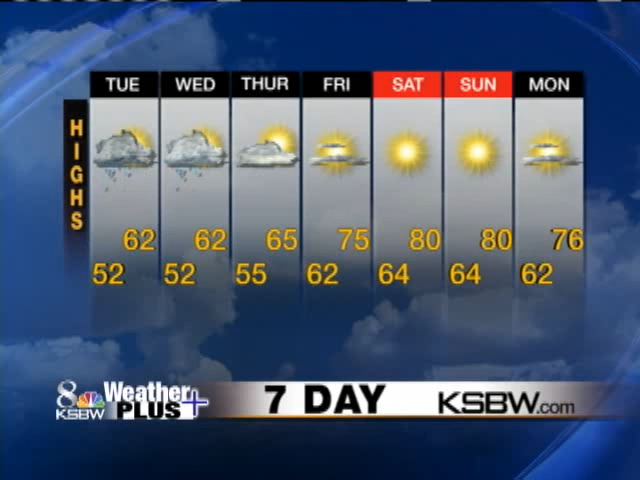 TUE WED THUR FRI SAT SUN MON
HIGHS
62 62 65 75 80 80 76
52 52 55 62 64 64 62
8 KSBW Weather PLUS+ 7 DAY KSBW.com